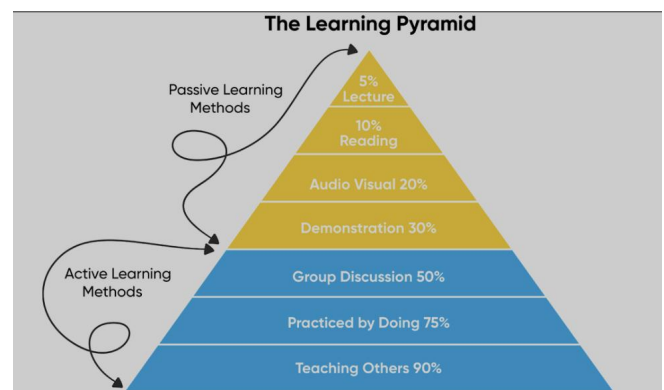 The Learning Pyramid
Passive Learning
Methods
5%
Lecture
10%
Reading
Audio Visual 20%
Demonstration 30%
Active Learning
Methods
Group Discussion 50%
Practiced by Doing 75%
Teaching Others 90%